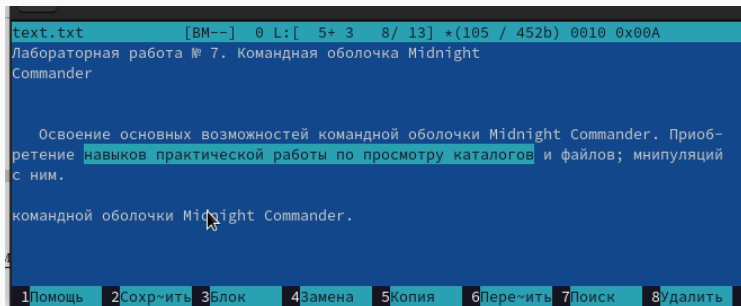 text.txt [BM--] 0 L:[ 5+ 3 8/ 13] *(105 / 452b) 0010 0x00A
Лабораторная работа № 7. Командная оболочка Midnight
Commander
Освоение основных возможностей командной оболочки Midnight Commander. Приоб-
ретение навыков практической работы по просмотру каталогов и файлов; мнипуляций
с ним.
командной оболочки Midnight Commander.
1Помощь 2Сохр~ить 3Блок 4Замена 5Копия 6Пере~ить 7Поиск 8Удалить